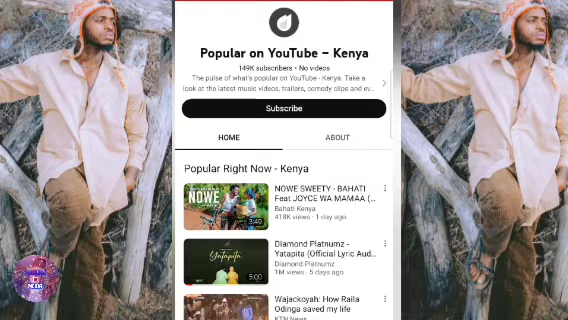 Popular on YouTube – Kenya
149K subscribers • No videos
The pulse of what's popular on YouTube - Kenya. Take a
look at the latest music videos, trailers, comedy clips and ev...
Subscribe
HOME
ABOUT
Popular Right Now - Kenya
NOWE
3:49
NOWE SWEETY - BAHATI
Feat JOYCE WA MAMAA (...
Bahati Kenya
418K views · 1 day ago
Yatapita
5:00
Diamond Platnumz -
Yatapita (Official Lyric Aud...
Diamond Platnumz
1M views · 5 days ago
Wajackoyah: How Raila
Odinga saved my life
KTN News